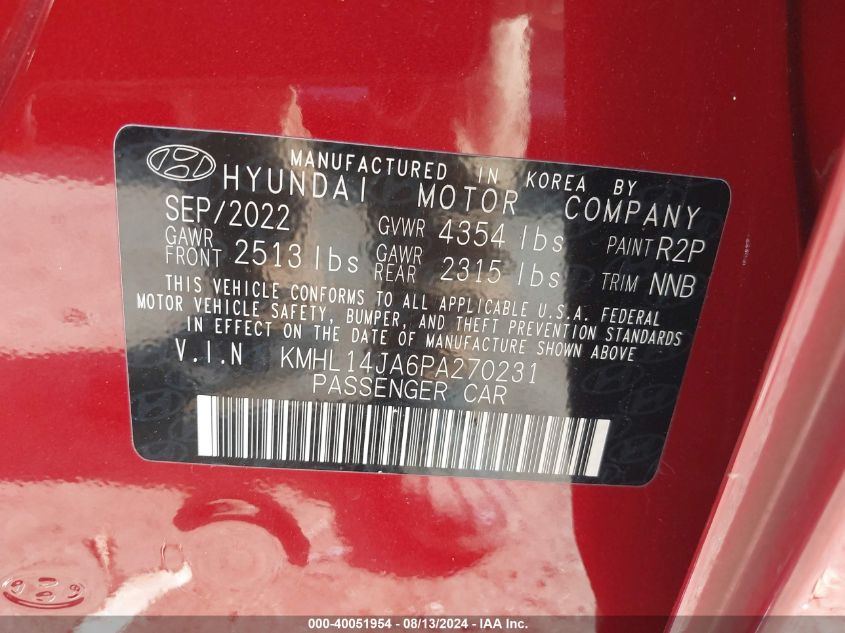 MANUFACTURED IN KOREA BY
HYUNDAI MOTOR COMPANY
SEP/2022 GVWR 4354 lbs PAINT R2P
GAWR FRONT 2513 lbs GAWR REAR 2315 lbs TRIM NNB
THIS VEHICLE CONFORMS TO ALL APPLICABLE U.S.A. FEDERAL
MOTOR VEHICLE SAFETY, BUMPER, AND THEFT PREVENTION STANDARDS
IN EFFECT ON THE DATE OF MANUFACTURE SHOWN ABOVE
V.I.N KMHL14JA6PA270231
PASSENGER CAR
000-40051954 - 08/13/2024 - IAA Inc.